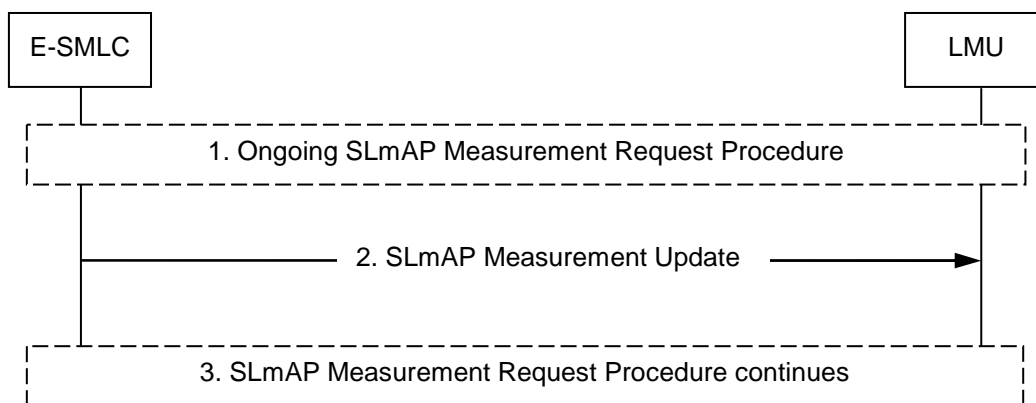 E-SMLC
LMU
1. Ongoing SLmAP Measurement Request Procedure
2. SLmAP Measurement Update
3. SLmAP Measurement Request Procedure continues